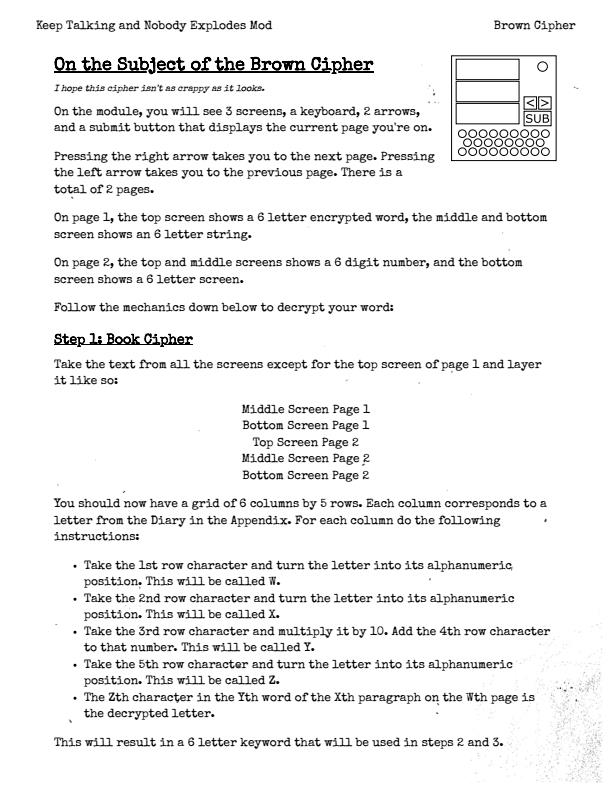 Keep Talking and Nobody Explodes Mod Brown Cipher
On the Subject of the Brown Cipher
I hope this cipher isn't as crappy as it looks.
On the module, you will see 3 screens, a keyboard, 2 arrows,
and a submit button that displays the current page you're on.
< >
SUB
Pressing the right arrow takes you to the next page. Pressing
the left arrow takes you to the previous page. There is a
total of 2 pages.
On page 1, the top screen shows a 6 letter encrypted word, the middle and bottom
screen shows an 6 letter string.
On page 2, the top and middle screens shows a 6 digit number, and the bottom
screen shows a 6 letter screen.
Follow the mechanics down below to decrypt your word:
Step 1: Book Cipher
Take the text from all the screens except for the top screen of page 1 and layer
it like so:
Middle Screen Page 1
Bottom Screen Page 1
Top Screen Page 2
Middle Screen Page 2
Bottom Screen Page 2
You should now have a grid of 6 columns by 5 rows. Each column corresponds to a
letter from the Diary in the Appendix. For each column do the following
instructions:
• Take the 1st row character and turn the letter into its alphanumeric
position. This will be called W.
• Take the 2nd row character and turn the letter into its alphanumeric
position. This will be called X.
• Take the 3rd row character and multiply it by 10. Add the 4th row character
to that number. This will be called Y.
• Take the 5th row character and turn the letter into its alphanumeric
position. This will be called Z.
• The Zth character in the Yth word of the Xth paragraph on the Wth page is
the decrypted letter.
This will result in a 6 letter keyword that will be used in steps 2 and 3.